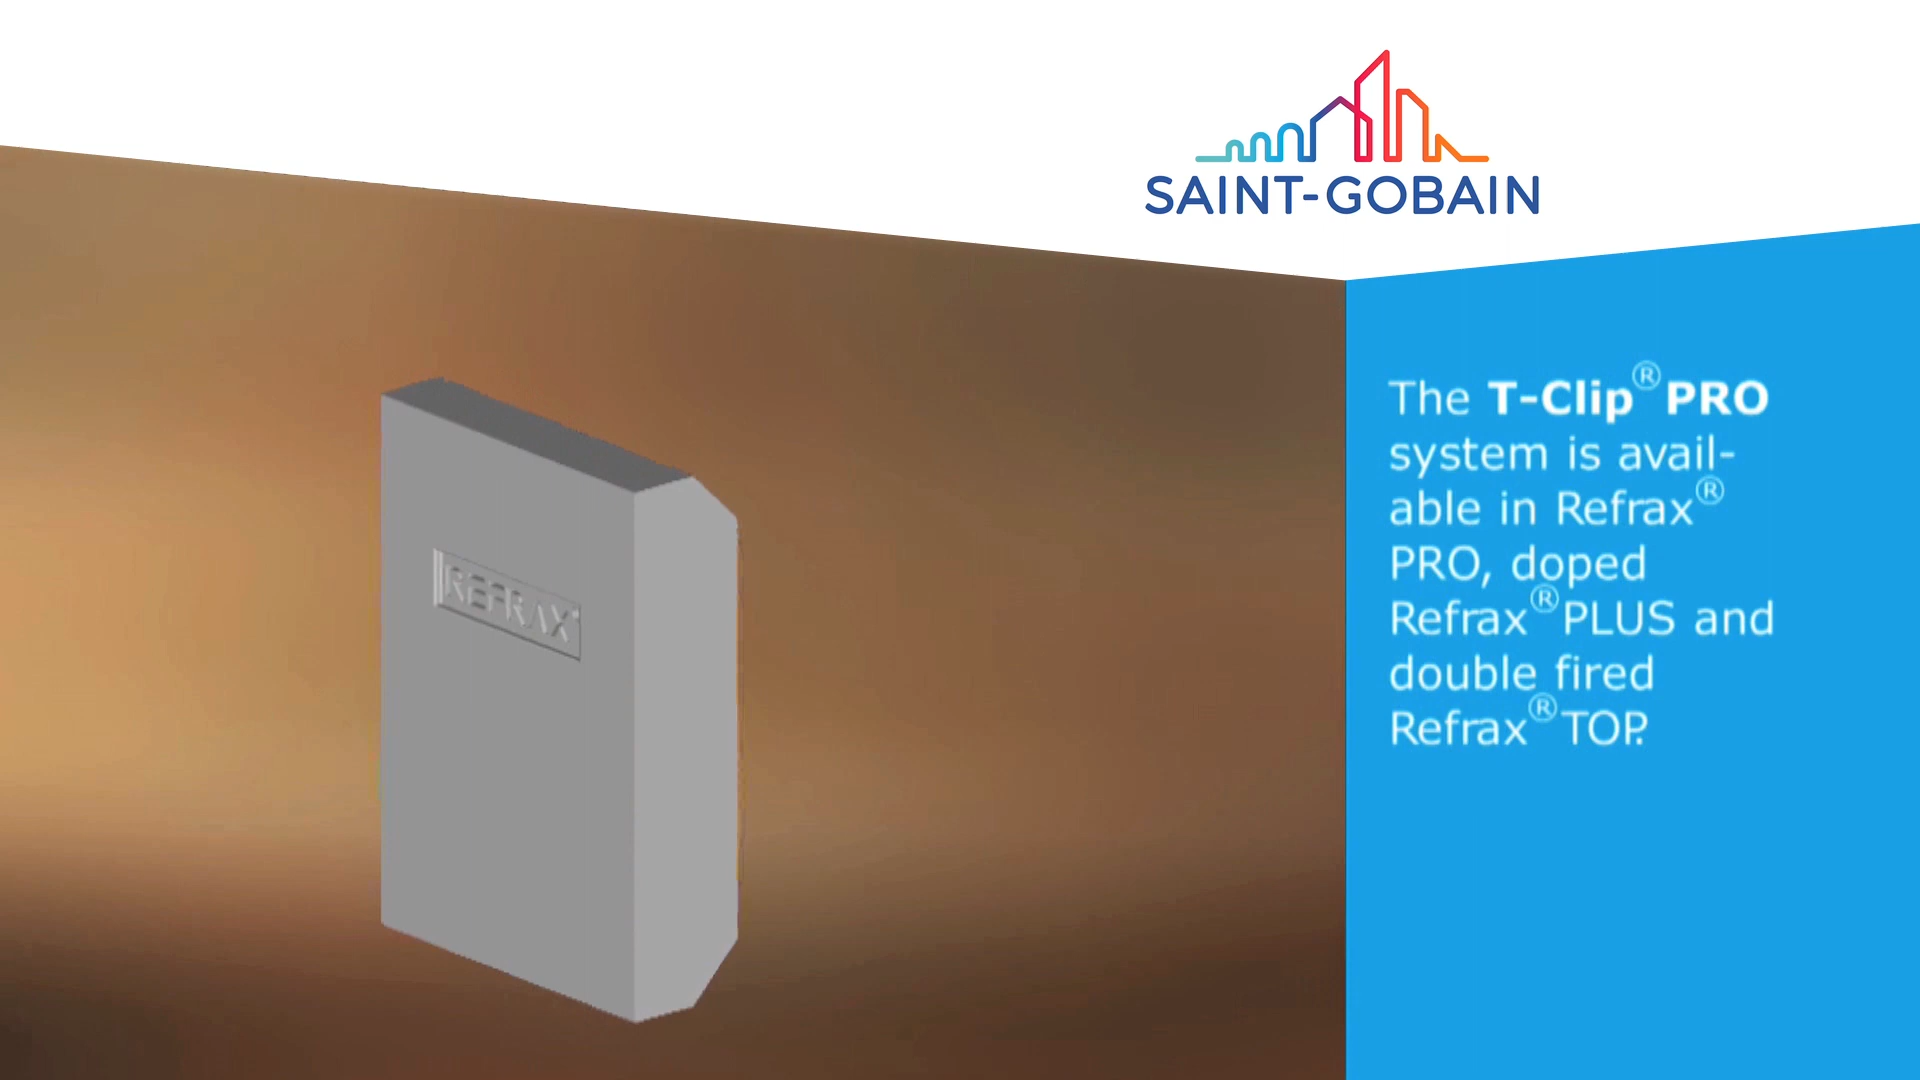 SAINT-GOBAIN
The T-Clip® PRO
system is avail-
able in Refrax®
PRO, doped
Refrax® PLUS and
double fired
Refrax® TOP.
REFRAX®